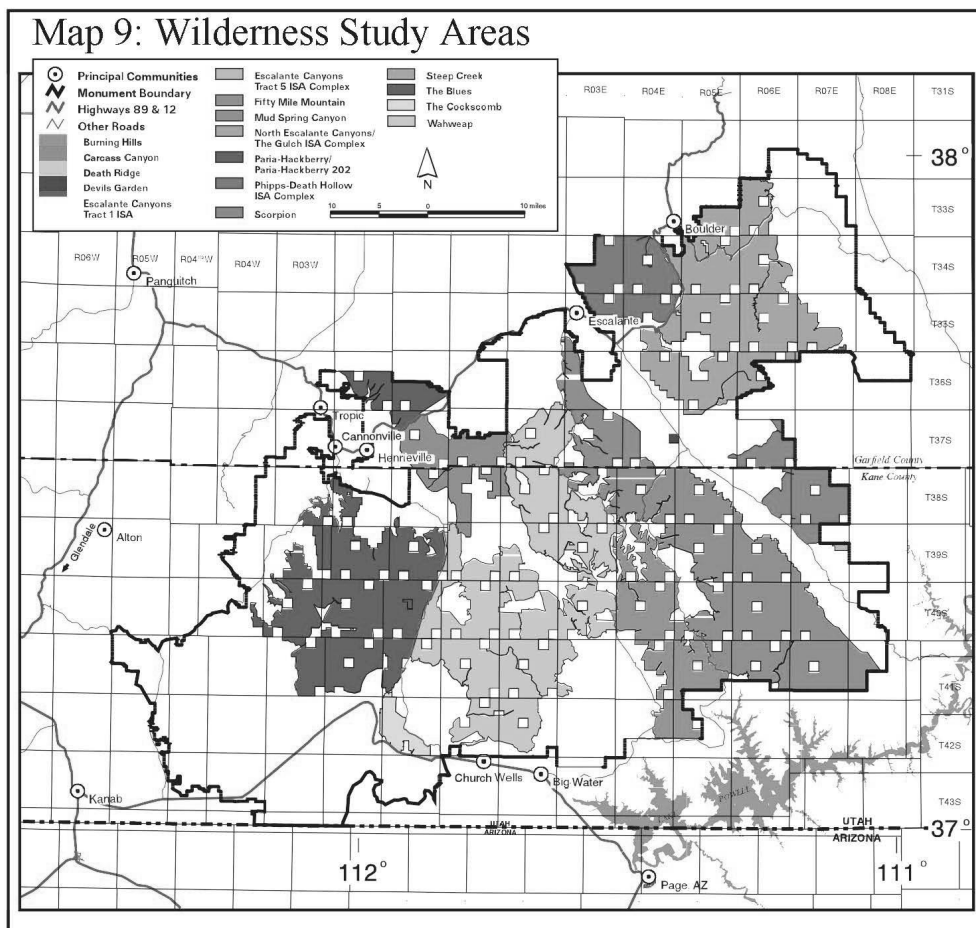 Map 9: Wilderness Study Areas
Principal Communities
Monument Boundary
Highways 89 & 12
Other Roads
Burning Hills
Carcass Canyon
Death Ridge
Devils Garden
Escalante Canyons
Tract 1 ISA
Escalante Canyons
Tract 5 ISA Complex
Fifty Mile Mountain
Mud Spring Canyon
North Escalante Canyons/
The Gulch ISA Complex
Paria-Hackberry/
Paria-Hackberry 202
Phipps-Death Hollow
ISA Complex
Scorpion
Steep Creek
The Blues
The Cockscomb
Wahweap
N
10 5 0 10 miles
R03E R04E R05E R06E R07E R08E T31S
38°
T33S
Boulder
R06W R05W R04½W R04W R03W
T34S
Panguitch
Escalante
T35S
T36S
Tropic
Cannonville
Henneville
T37S
Garfield County
Kane County
T38S
Alton
Glendale
T39S
T40S
T41S
T42S
Church Wells
Big Water
Kanab
LAKE POWELL
T43S
UTAH
ARIZONA
UTAH
ARIZONA
37°
112°
111°
Page, AZ